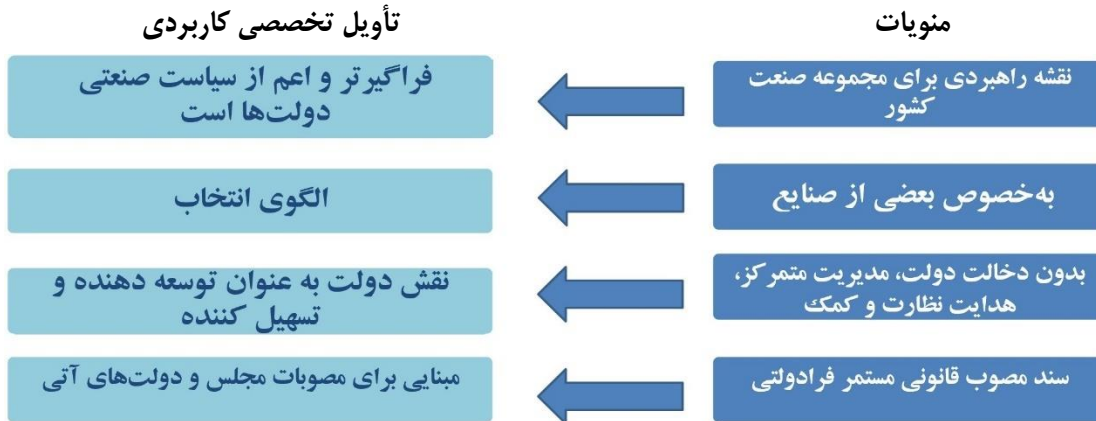 منویات
تأویل تخصصی کاربردی
نقشه راهبردی برای مجموعه صنعت
کشور
فراگیرتر و اعم از سیاست صنعتی
دولت‌ها است
به‌خصوص بعضی از صنایع
الگوی انتخاب
بدون دخالت دولت، مدیریت متمرکز،
هدایت نظارت و کمک
نقش دولت به عنوان توسعه دهنده و
تسهیل کننده
سند مصوب قانونی مستمر فرادولتی
مبنایی برای مصوبات مجلس و دولت‌های آتی